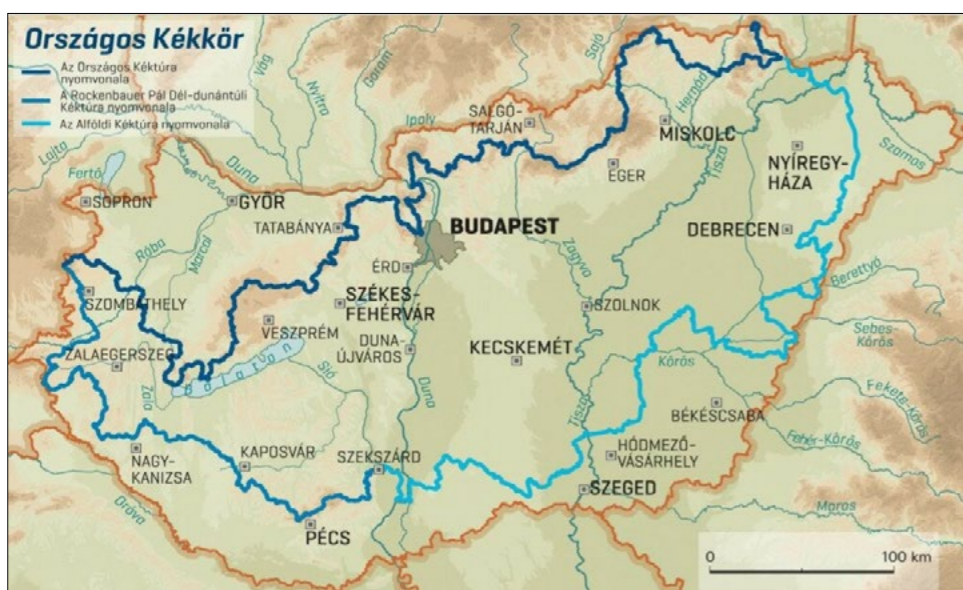 Országos Kékkör
Az Országos Kéktúra
nyomvonala
A Rockenbauer Pál Dél-dunántúli
Kéktúra nyomvonala
Az Alföldi Kéktúra nyomvonala
Vág
Nyitra
Garam
Ipoly
Sajó
Hernád
Lajta
Fertő
Duna
SALGÓ-
TARJÁN
MISKOLC
Tisza
Szamos
NYÍREGY-
HÁZA
EGER
SOPRON
GYŐR
TATABÁNYA
BUDAPEST
DEBRECEN
Rába
Marcal
ÉRD
Zagyva
Berettyó
SZOMBATHELY
SZÉKES-
FEHÉRVÁR
SZOLNOK
VESZPRÉM
DUNA-
ÚJVÁROS
Sebes-
Körös
ZALAEGERSZEG
KECSKEMÉT
Körös
Balaton
Zala
Sió
Duna
Tisza
BÉKÉSCSABA
Fekete-Körös
Fehér-Körös
NAGY-
KANIZSA
KAPOSVÁR
SZEKSZÁRD
HÓDMEZŐ-
VÁSÁRHELY
SZEGED
Dráva
PÉCS
Maros
0
100 km